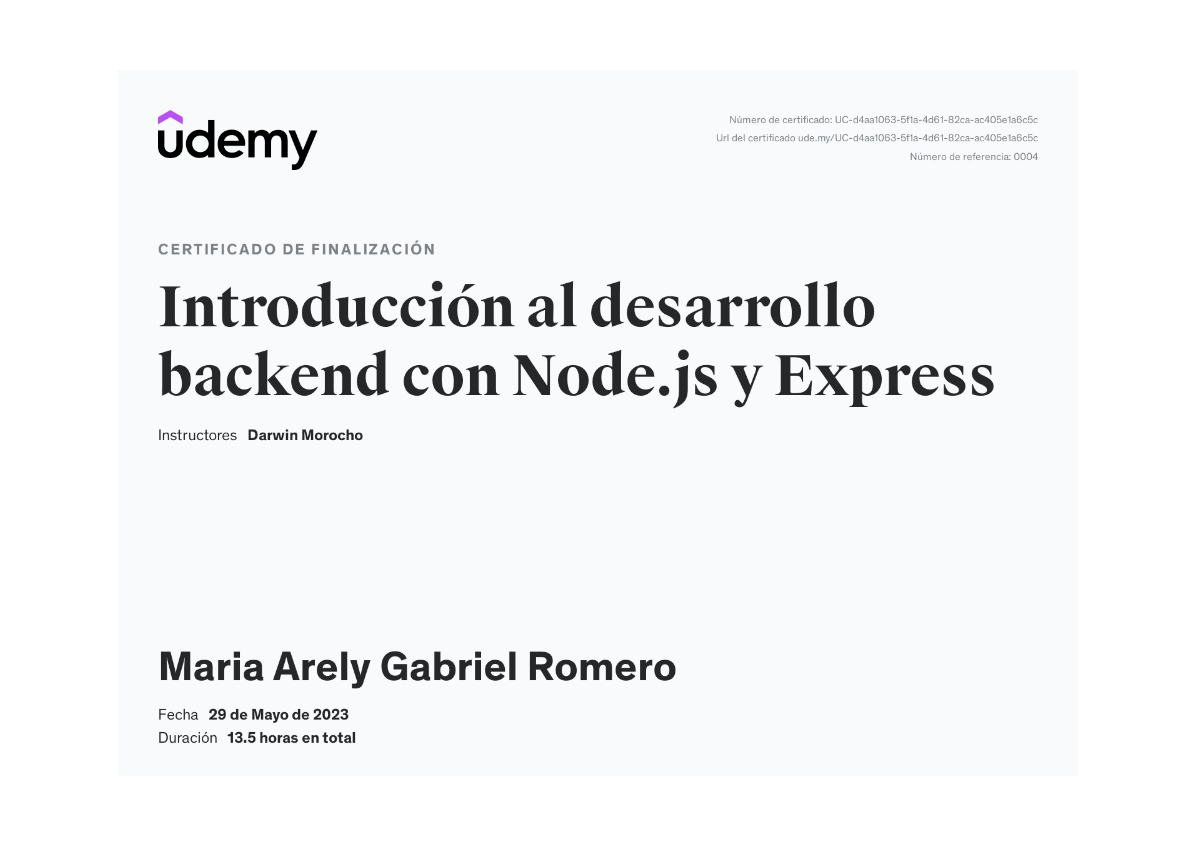 udemy
Número de certificado: UC-d4aa1063-5f1a-4d61-82ca-ac405e1a6c5c
Url del certificado ude.my/UC-d4aa1063-5f1a-4d61-82ca-ac405e1a6c5c
Número de referencia: 0004
CERTIFICADO DE FINALIZACIÓN
Introducción al desarrollo
backend con Node.js y Express
Instructores Darwin Morocho
Maria Arely Gabriel Romero
Fecha 29 de Mayo de 2023
Duración 13.5 horas en total